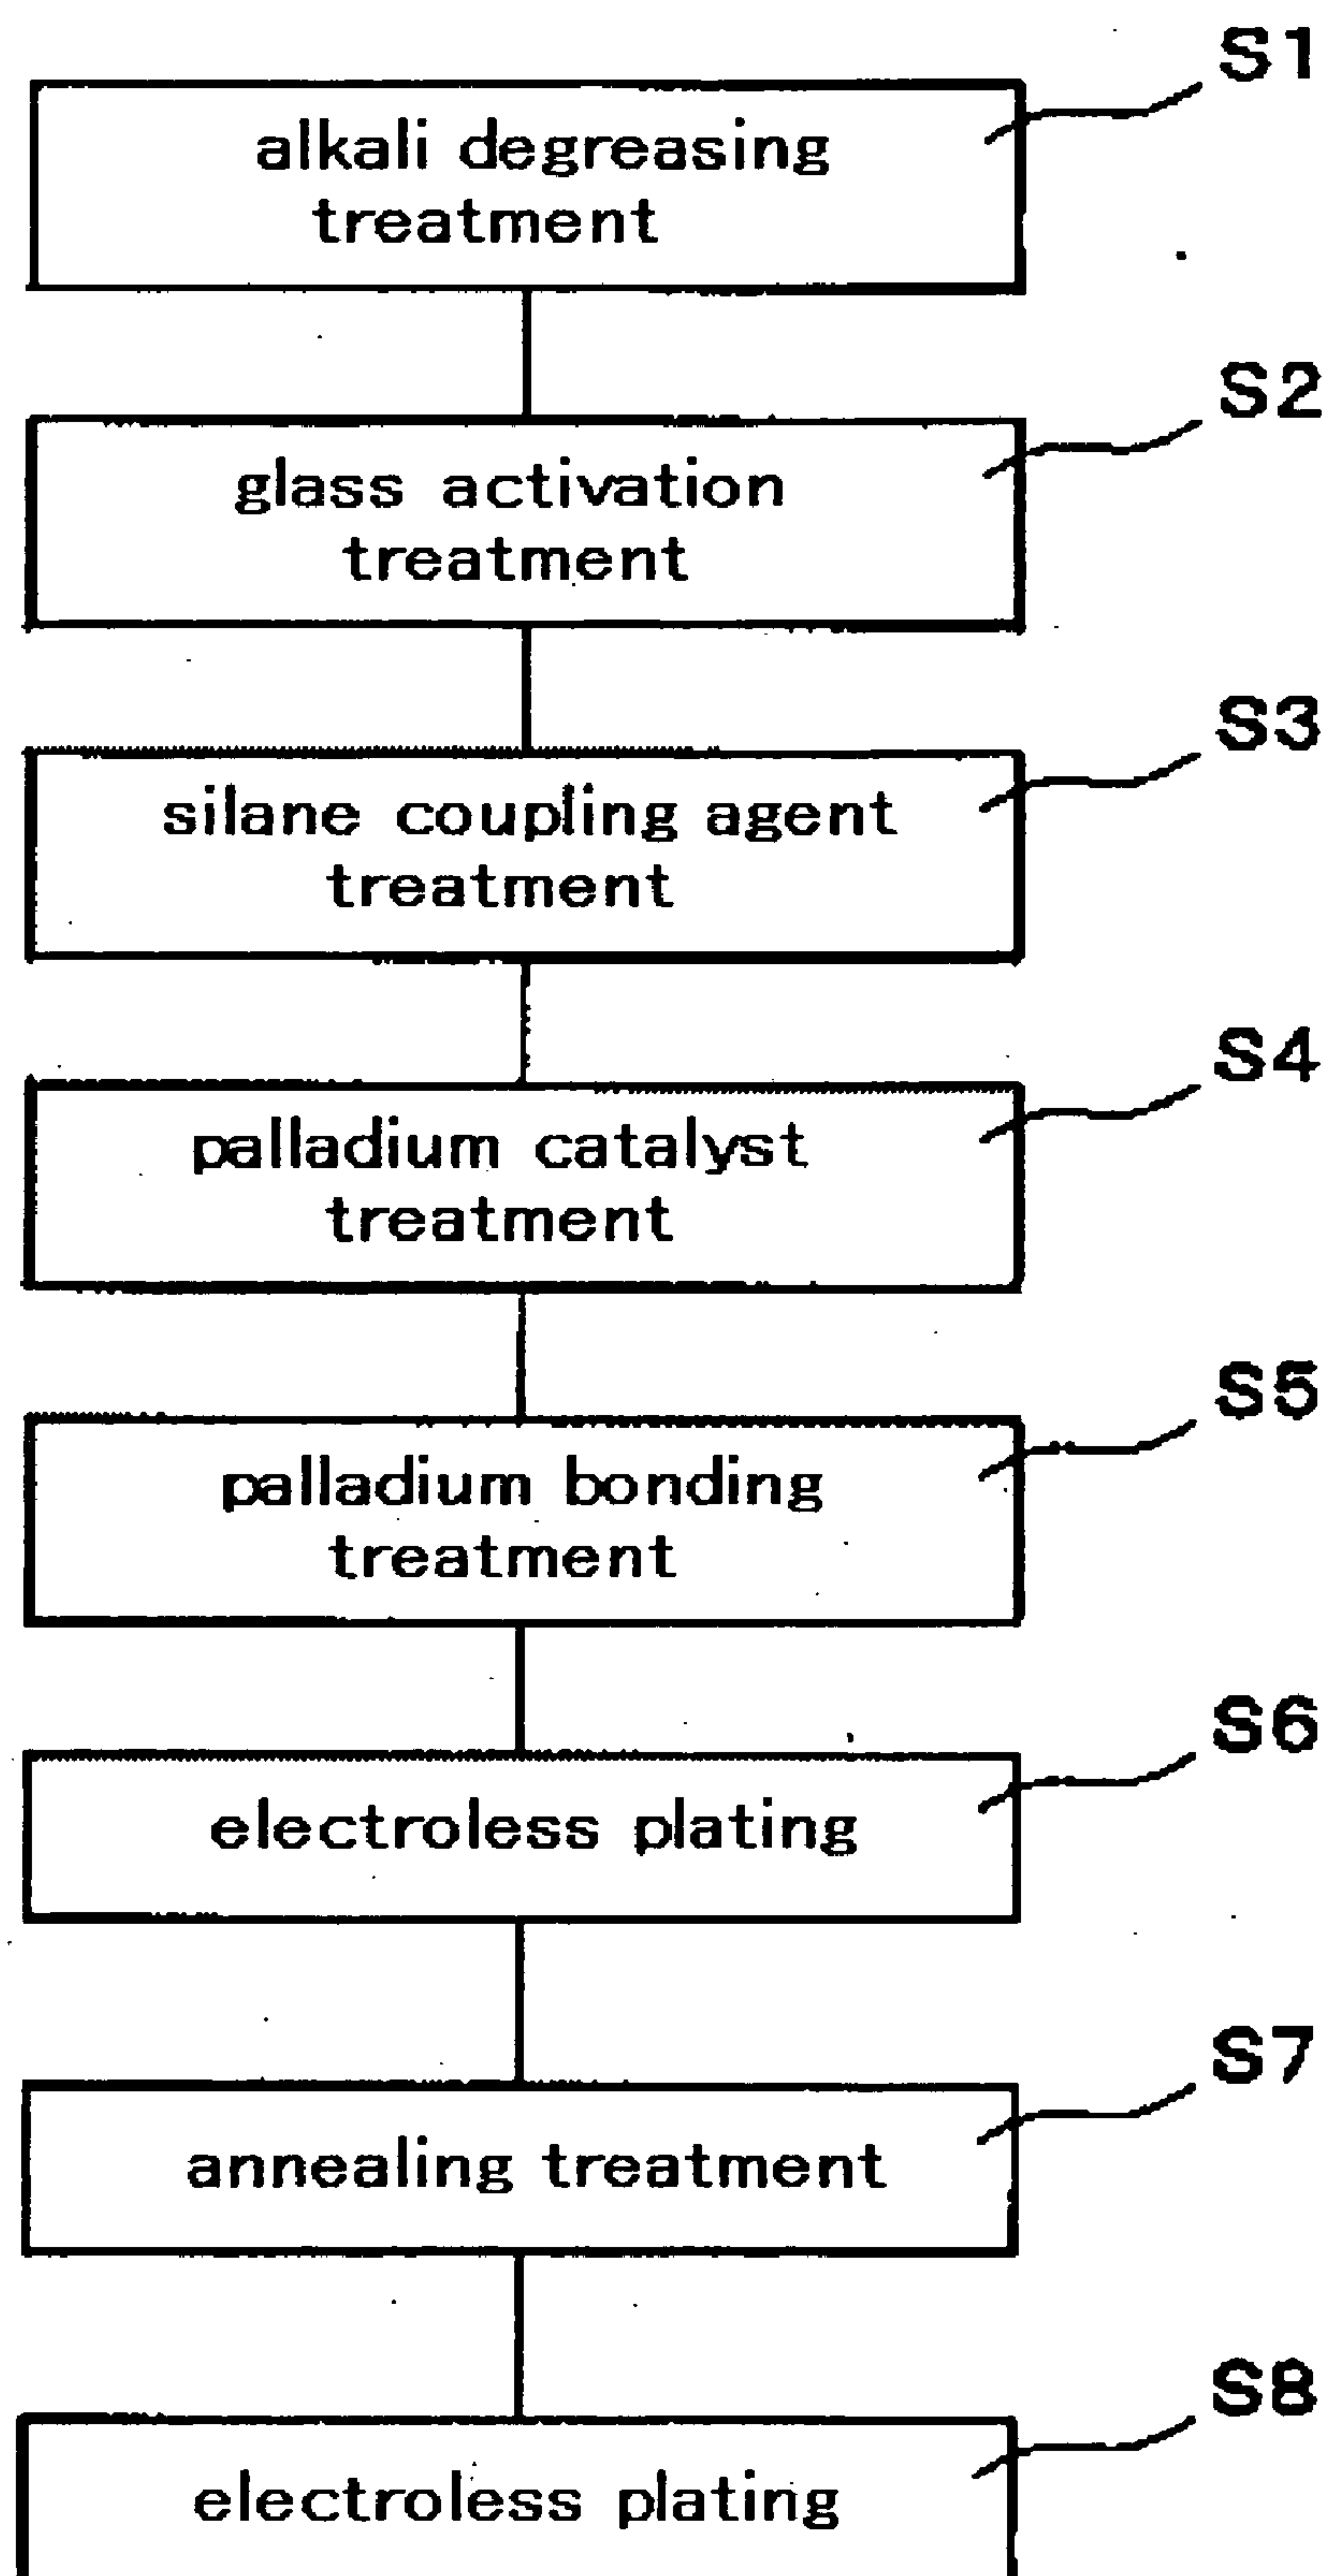 S1
alkali degreasing
treatment
S2
glass activation
treatment
S3
silane coupling agent
treatment
S4
palladium catalyst
treatment
S5
palladium bonding
treatment
S6
electroless plating
S7
annealing treatment
S8
electroless plating